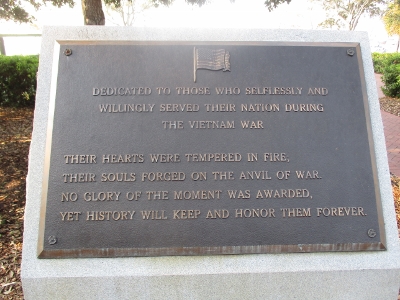 DEDICATED TO THOSE WHO SELFLESSLY AND
WILLINGLY SERVED THEIR NATION DURING
THE VIETNAM WAR
THEIR HEARTS WERE TEMPERED IN FIRE,
THEIR SOULS FORGED ON THE ANVIL OF WAR.
NO GLORY OF THE MOMENT WAS AWARDED,
YET HISTORY WILL KEEP AND HONOR THEM FOREVER.